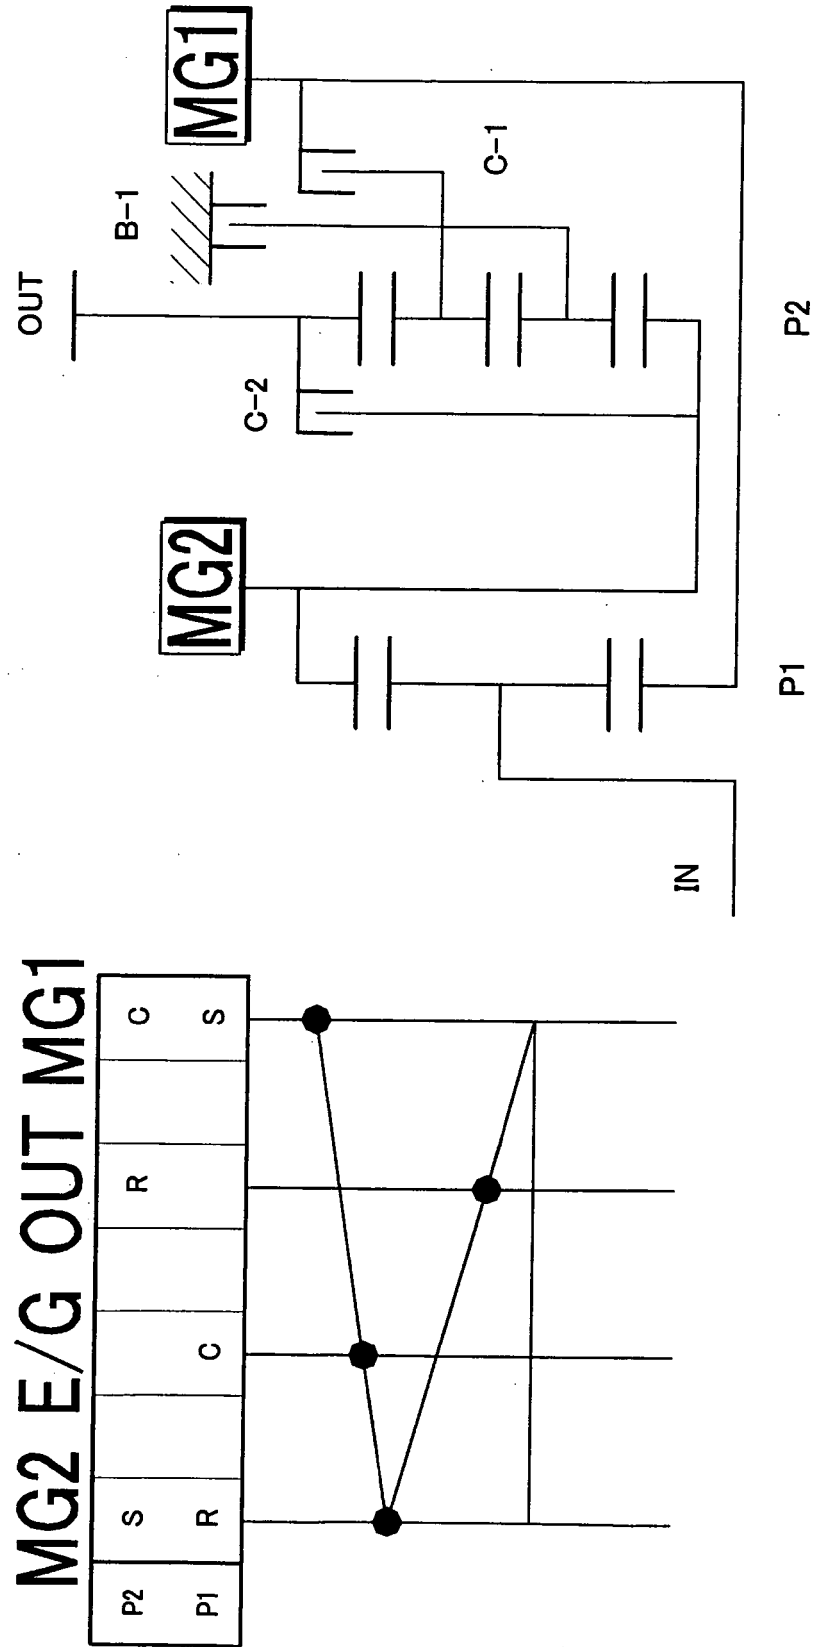 MG2 E/G OUT MG1
P2 S R C
P1 R C S
OUT
B-1
MG1
MG2
C-2
C-1
IN
P1
P2